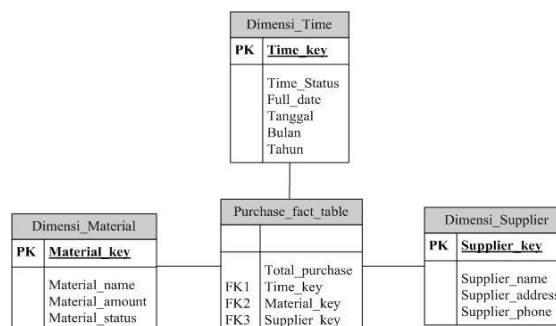 Dimensi_Time
PK Time_key
Time_Status
Full_date
Tanggal
Bulan
Tahun
Purchase_fact_table
Total_purchase
FK1 Time_key
FK2 Material_key
FK3 Supplier_key
Dimensi_Material
PK Material_key
Material_name
Material_amount
Material_status
Dimensi_Supplier
PK Supplier_key
Supplier_name
Supplier_address
Supplier_phone